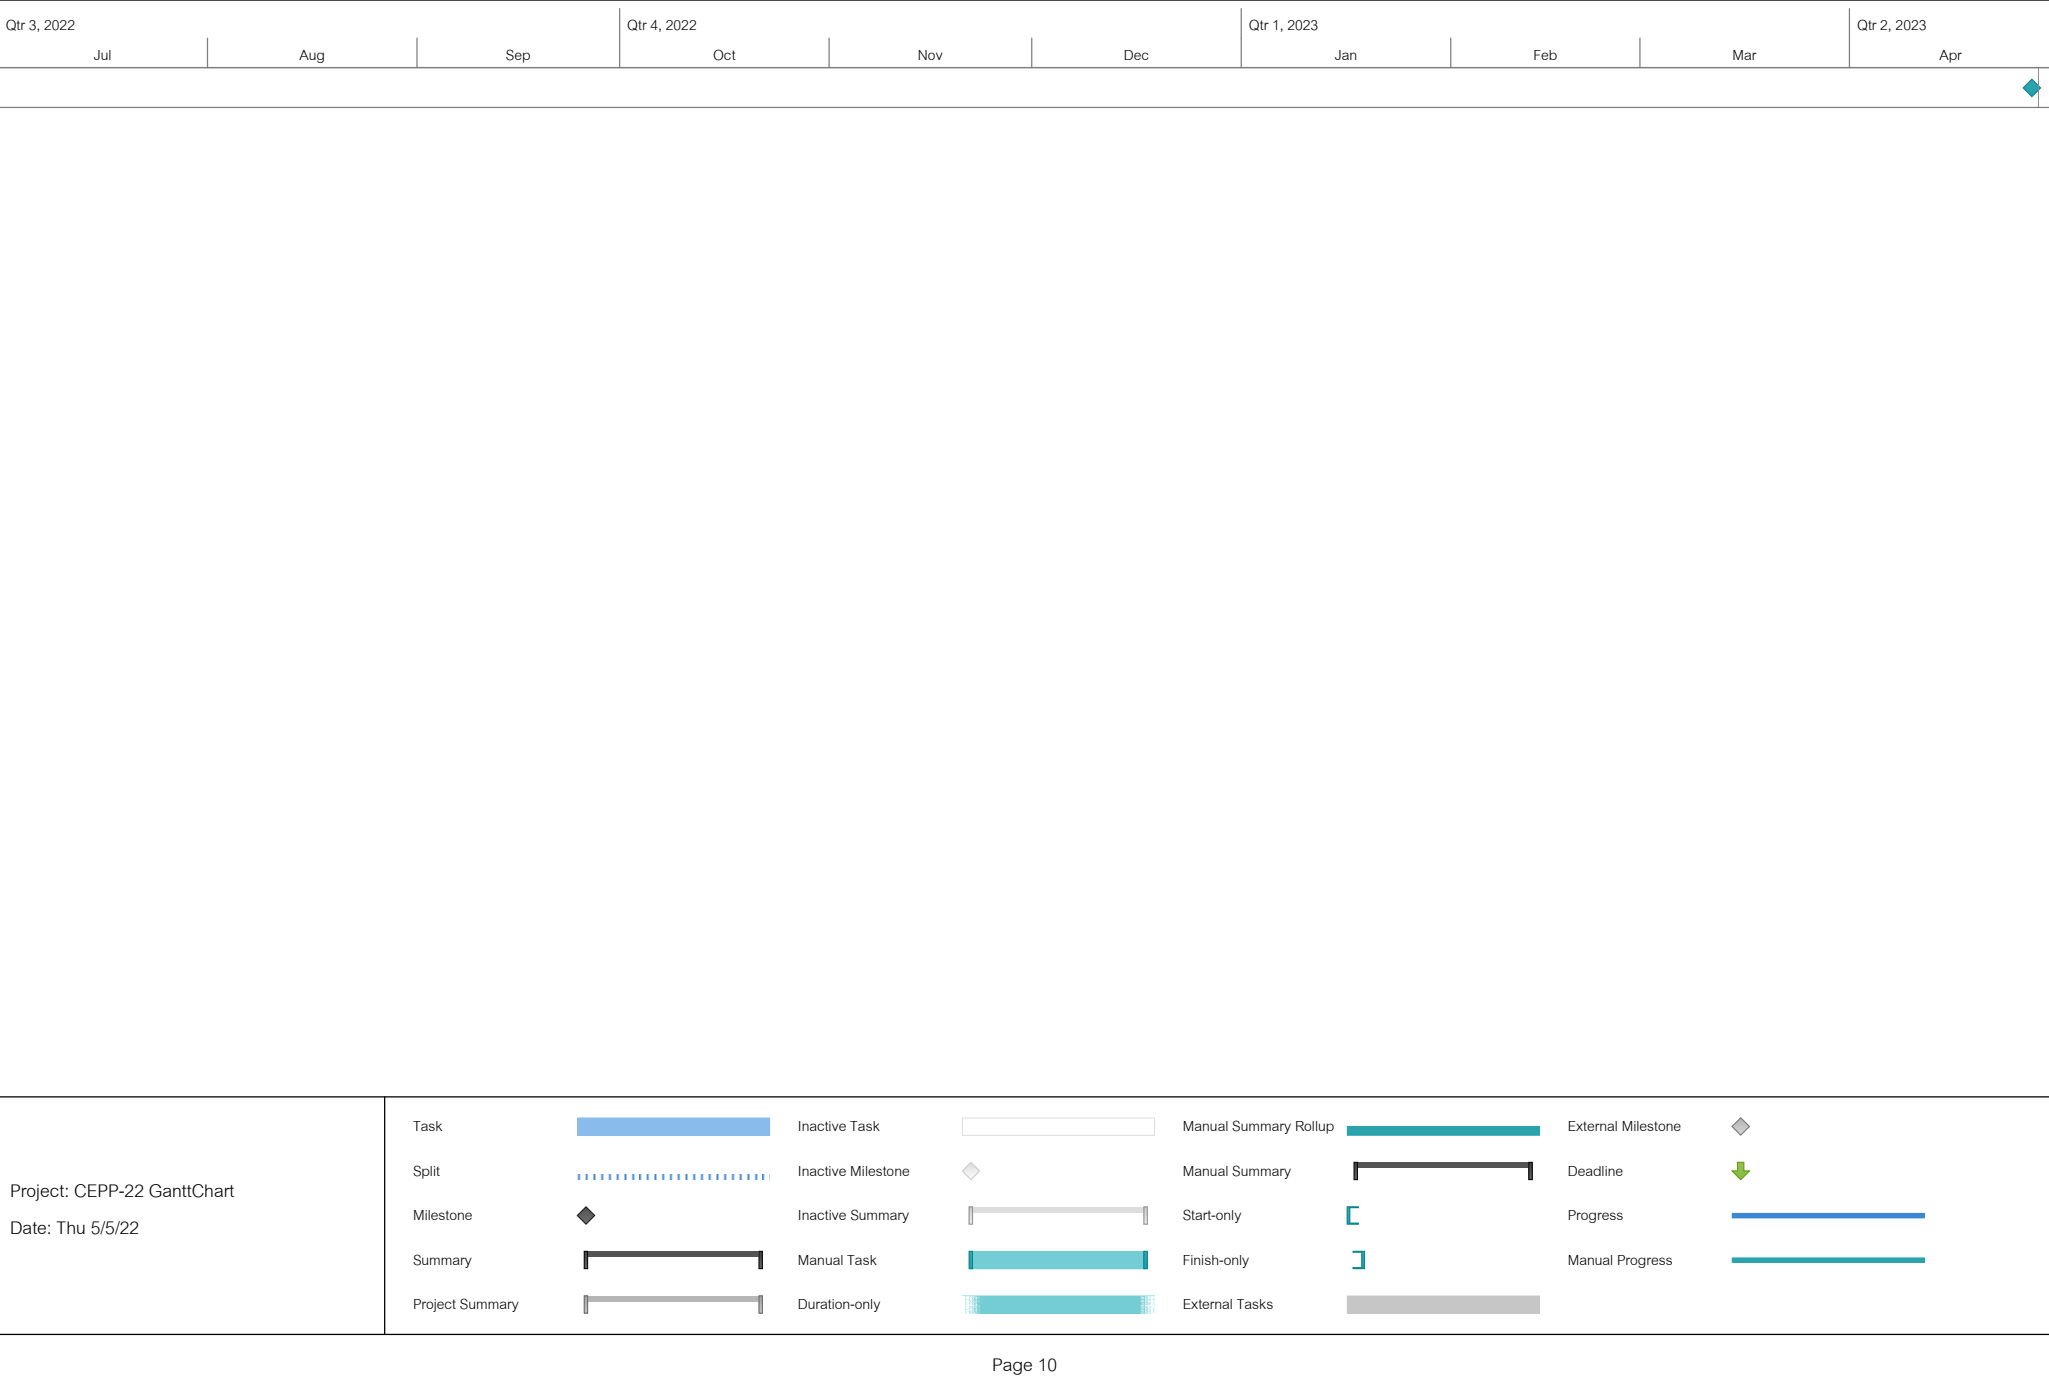 Qtr 3, 2022 Qtr 4, 2022 Qtr 1, 2023 Qtr 2, 2023
Jul Aug Sep Oct Nov Dec Jan Feb Mar Apr
Task Inactive Task Manual Summary Rollup External Milestone
Split Inactive Milestone Manual Summary Deadline
Project: CEPP-22 GanttChart
Milestone Inactive Summary Start-only Progress
Date: Thu 5/5/22
Summary Manual Task Finish-only Manual Progress
Project Summary Duration-only External Tasks
Page 10